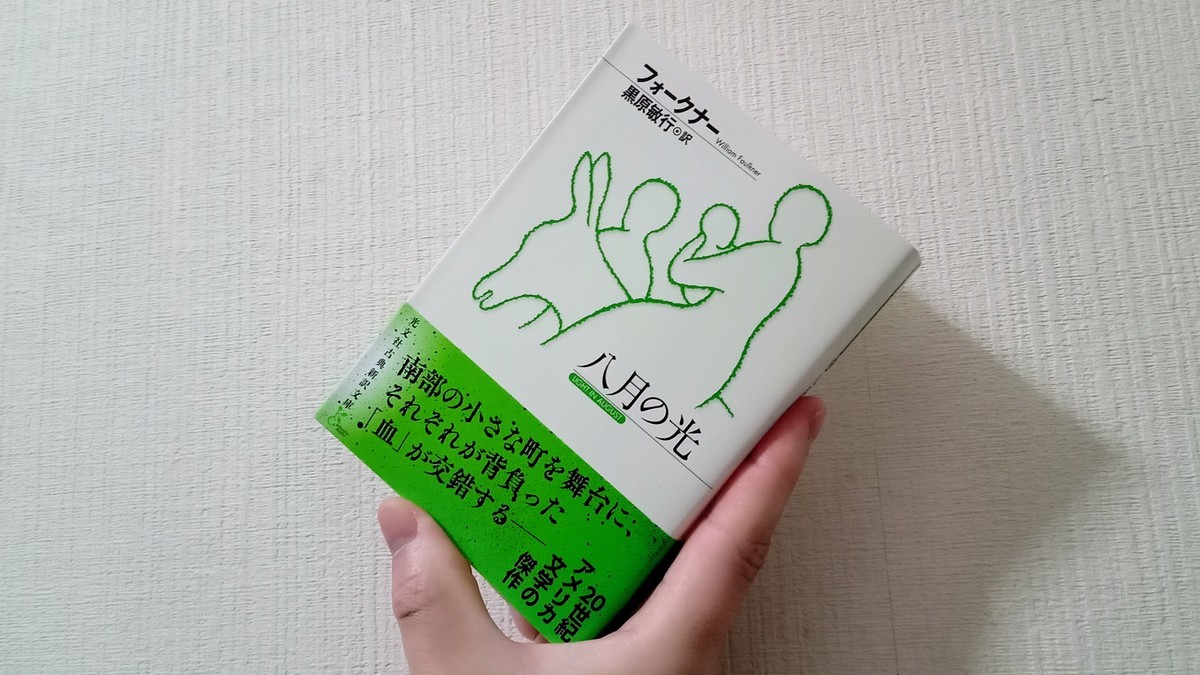 フォークナー
William Faulkner
黒原敏行◉訳
八月の光
LIGHT IN AUGUST
光文社古典新訳文庫
南部の小さな町を舞台に、
それぞれが背負った
「血」が交錯する——
20世紀
アメリカ
文学の
傑作